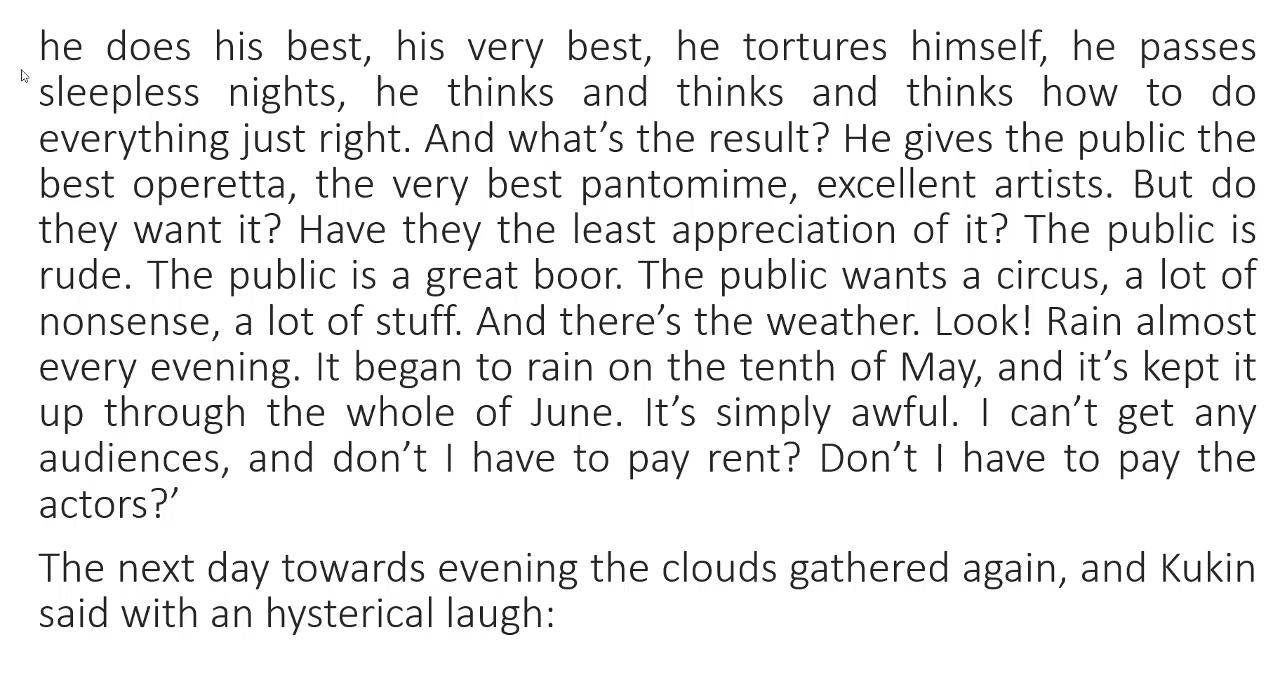 he does his best, his very best, he tortures himself, he passes
sleepless nights, he thinks and thinks and thinks how to do
everything just right. And what’s the result? He gives the public the
best operetta, the very best pantomime, excellent artists. But do
they want it? Have they the least appreciation of it? The public is
rude. The public is a great boor. The public wants a circus, a lot of
nonsense, a lot of stuff. And there’s the weather. Look! Rain almost
every evening. It began to rain on the tenth of May, and it’s kept it
up through the whole of June. It’s simply awful. I can’t get any
audiences, and don’t I have to pay rent? Don’t I have to pay the
actors?’
The next day towards evening the clouds gathered again, and Kukin
said with an hysterical laugh: